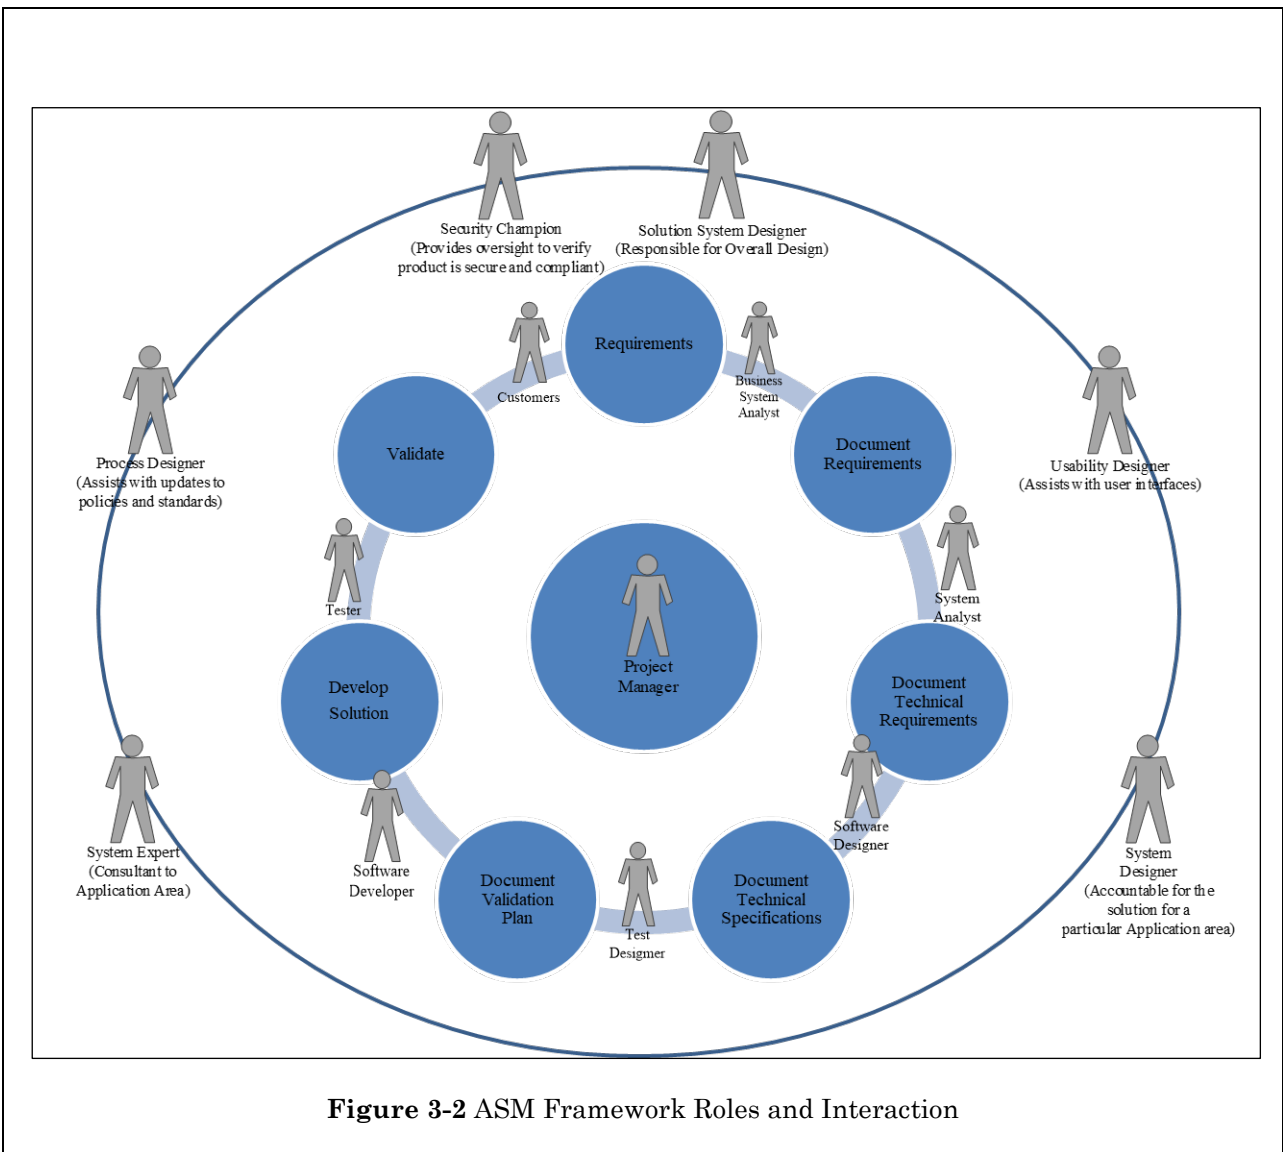 Security Champion
(Provides oversight to verify
product is secure and compliant)
Solution System Designer
(Responsible for Overall Design)
Requirements
Customers
Business
System
Analyst
Validate
Document
Requirements
Process Designer
(Assists with updates to
policies and standards)
Usability Designer
(Assists with user interfaces)
Tester
System
Analyst
Project
Manager
Develop
Solution
Document
Technical
Requirements
System Expert
(Consultant to
Application Area)
Software
Developer
Software
Designer
System
Designer
(Accountable for the
solution for a
particular Application area)
Document
Validation
Plan
Test
Designer
Document
Technical
Specifications
Figure 3-2 ASM Framework Roles and Interaction